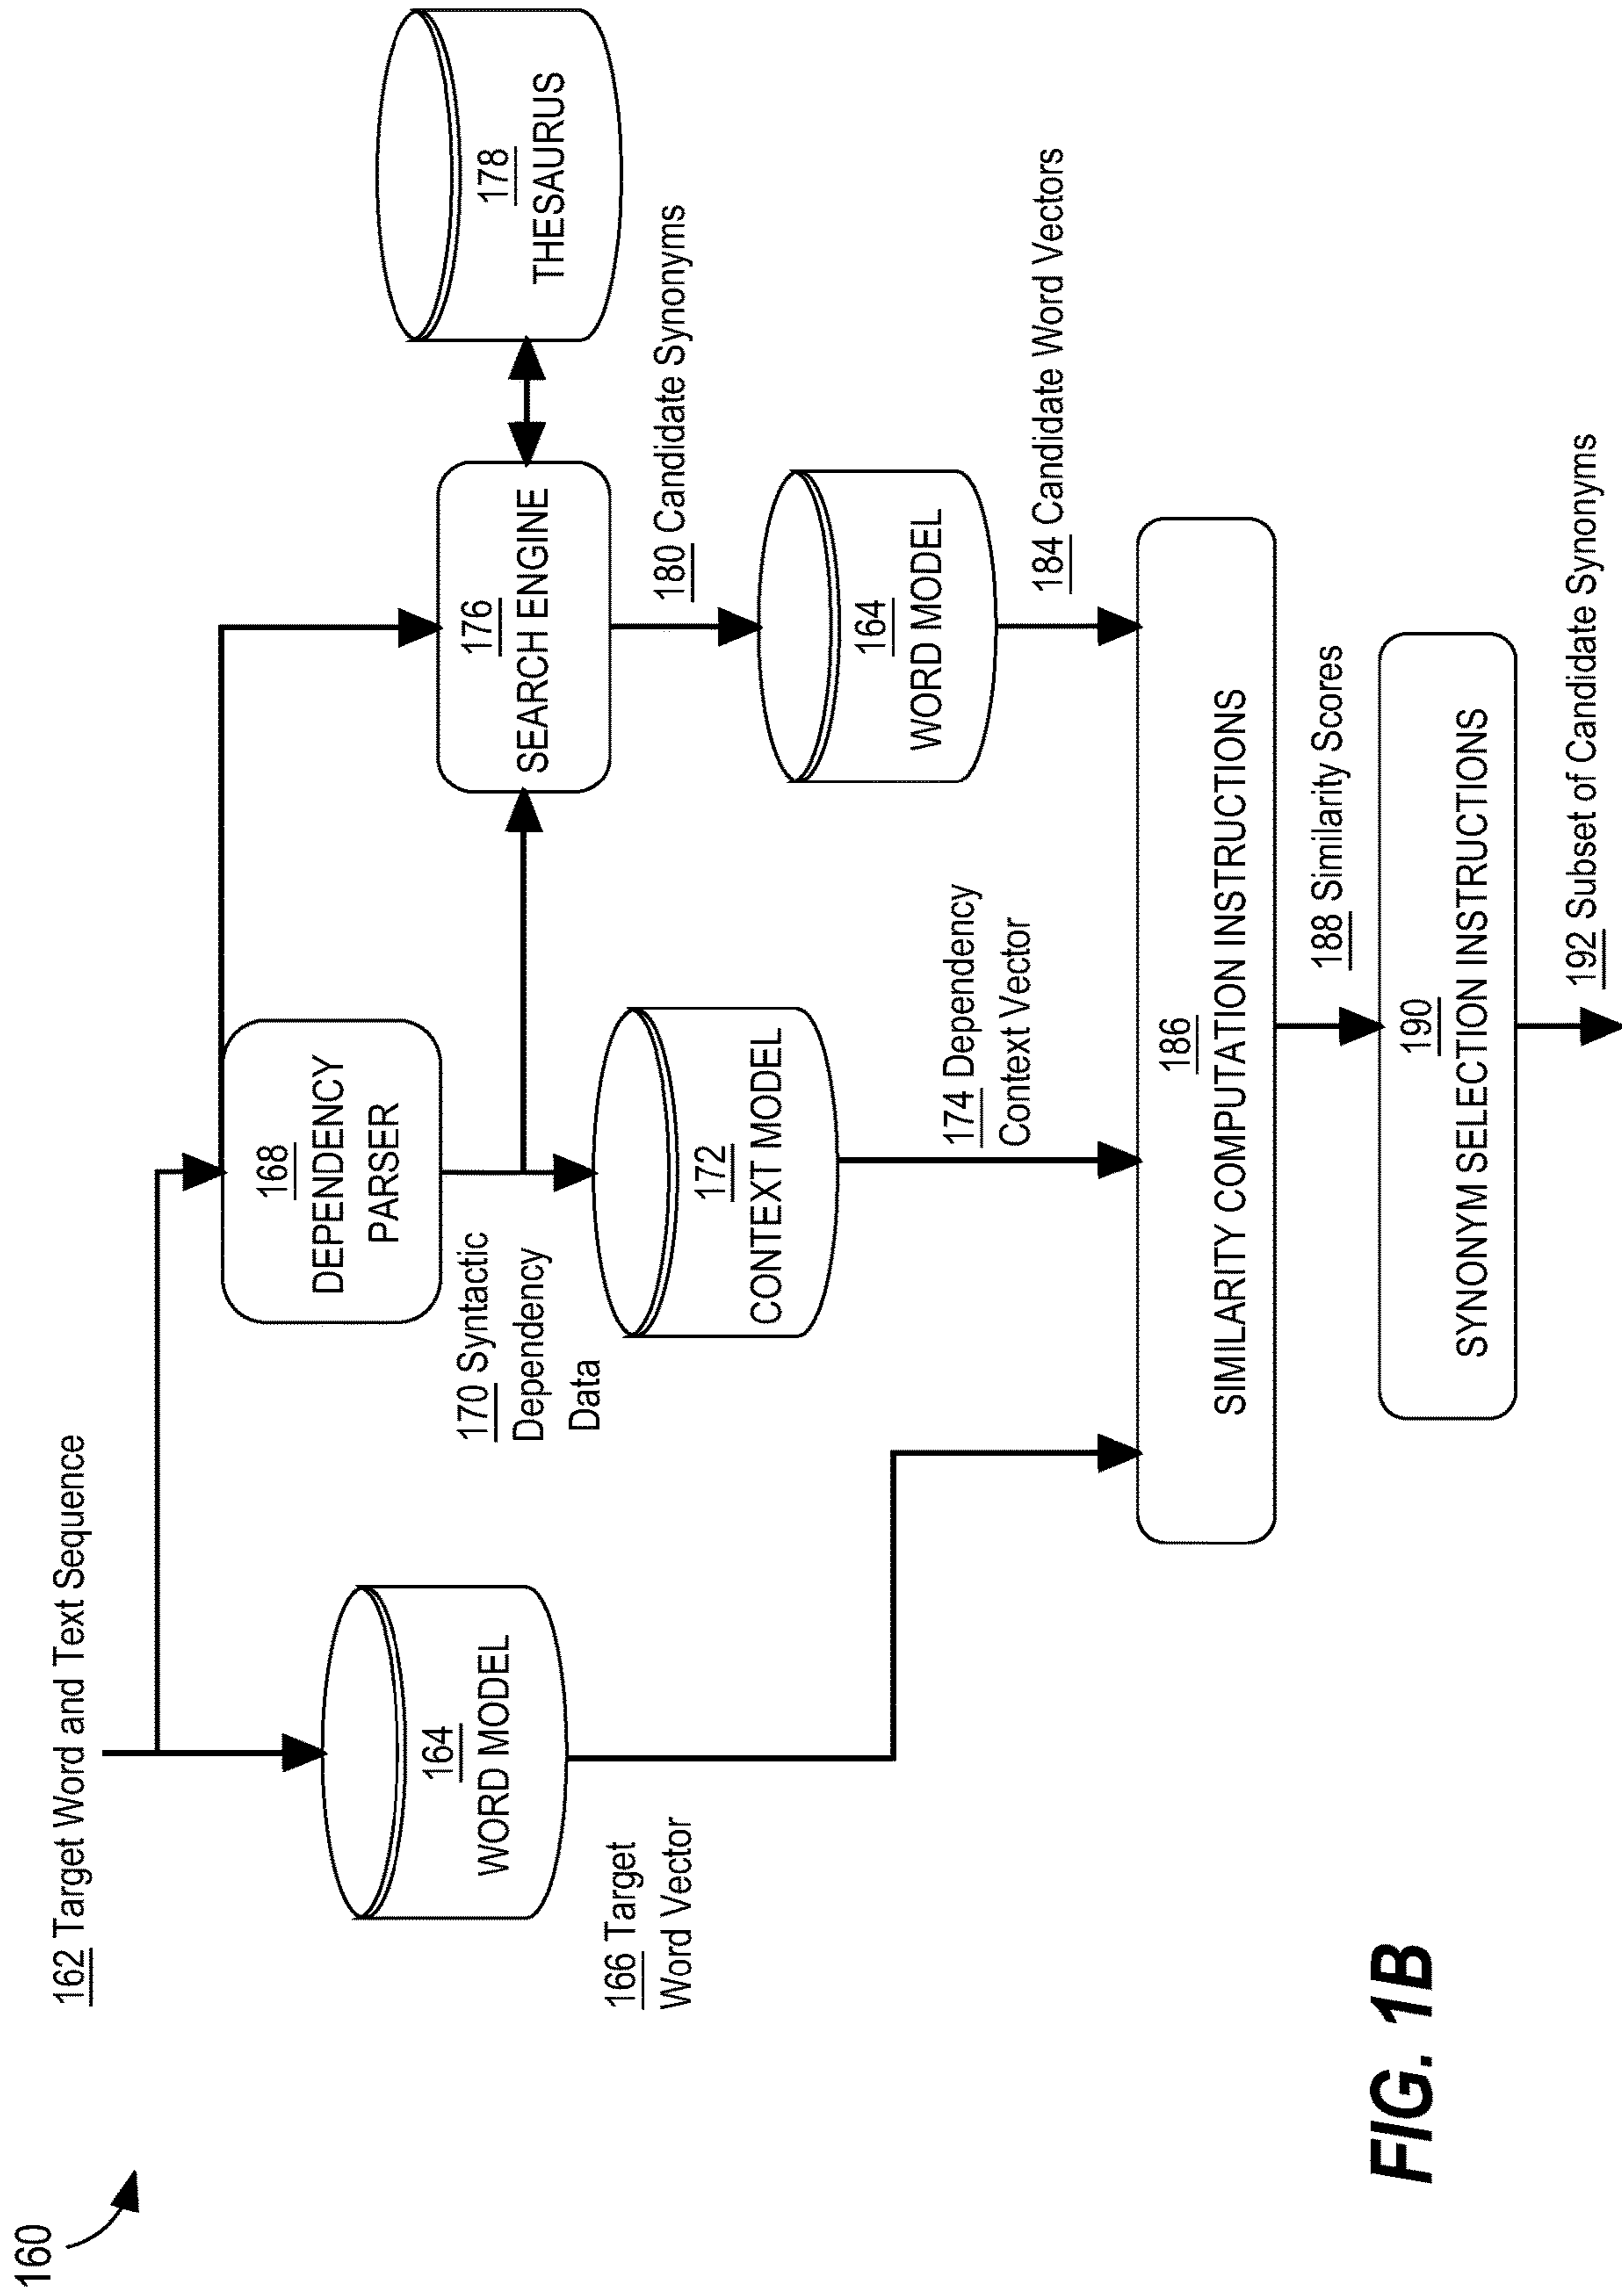 160
162 Target Word and Text Sequence
168
DEPENDENCY
PARSER
164
WORD MODEL
166 Target
Word Vector
170 Syntactic
Dependency
Data
176
SEARCH ENGINE
178
THESAURUS
180 Candidate Synonyms
172
CONTEXT MODEL
164
WORD MODEL
174 Dependency
Context Vector
184 Candidate Word Vectors
186
SIMILARITY COMPUTATION INSTRUCTIONS
188 Similarity Scores
190
SYNONYM SELECTION INSTRUCTIONS
192 Subset of Candidate Synonyms
FIG. 1B